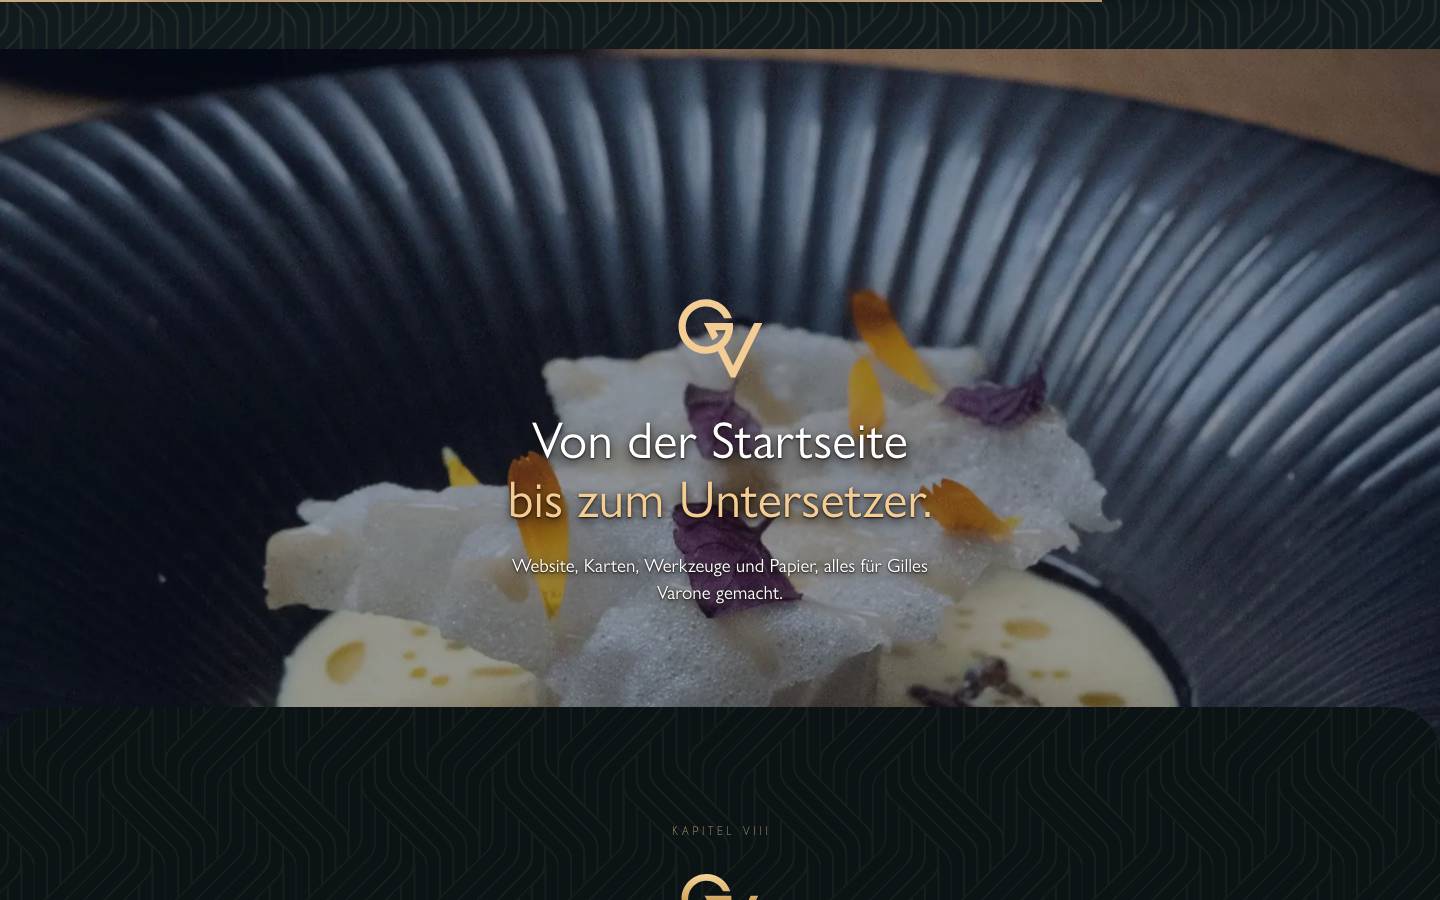 GV
Von der Startseite
bis zum Untersetzer.
Website, Karten, Werkzeuge und Papier, alles für Gilles
Varone gemacht.
KAPITEL VIII
GV